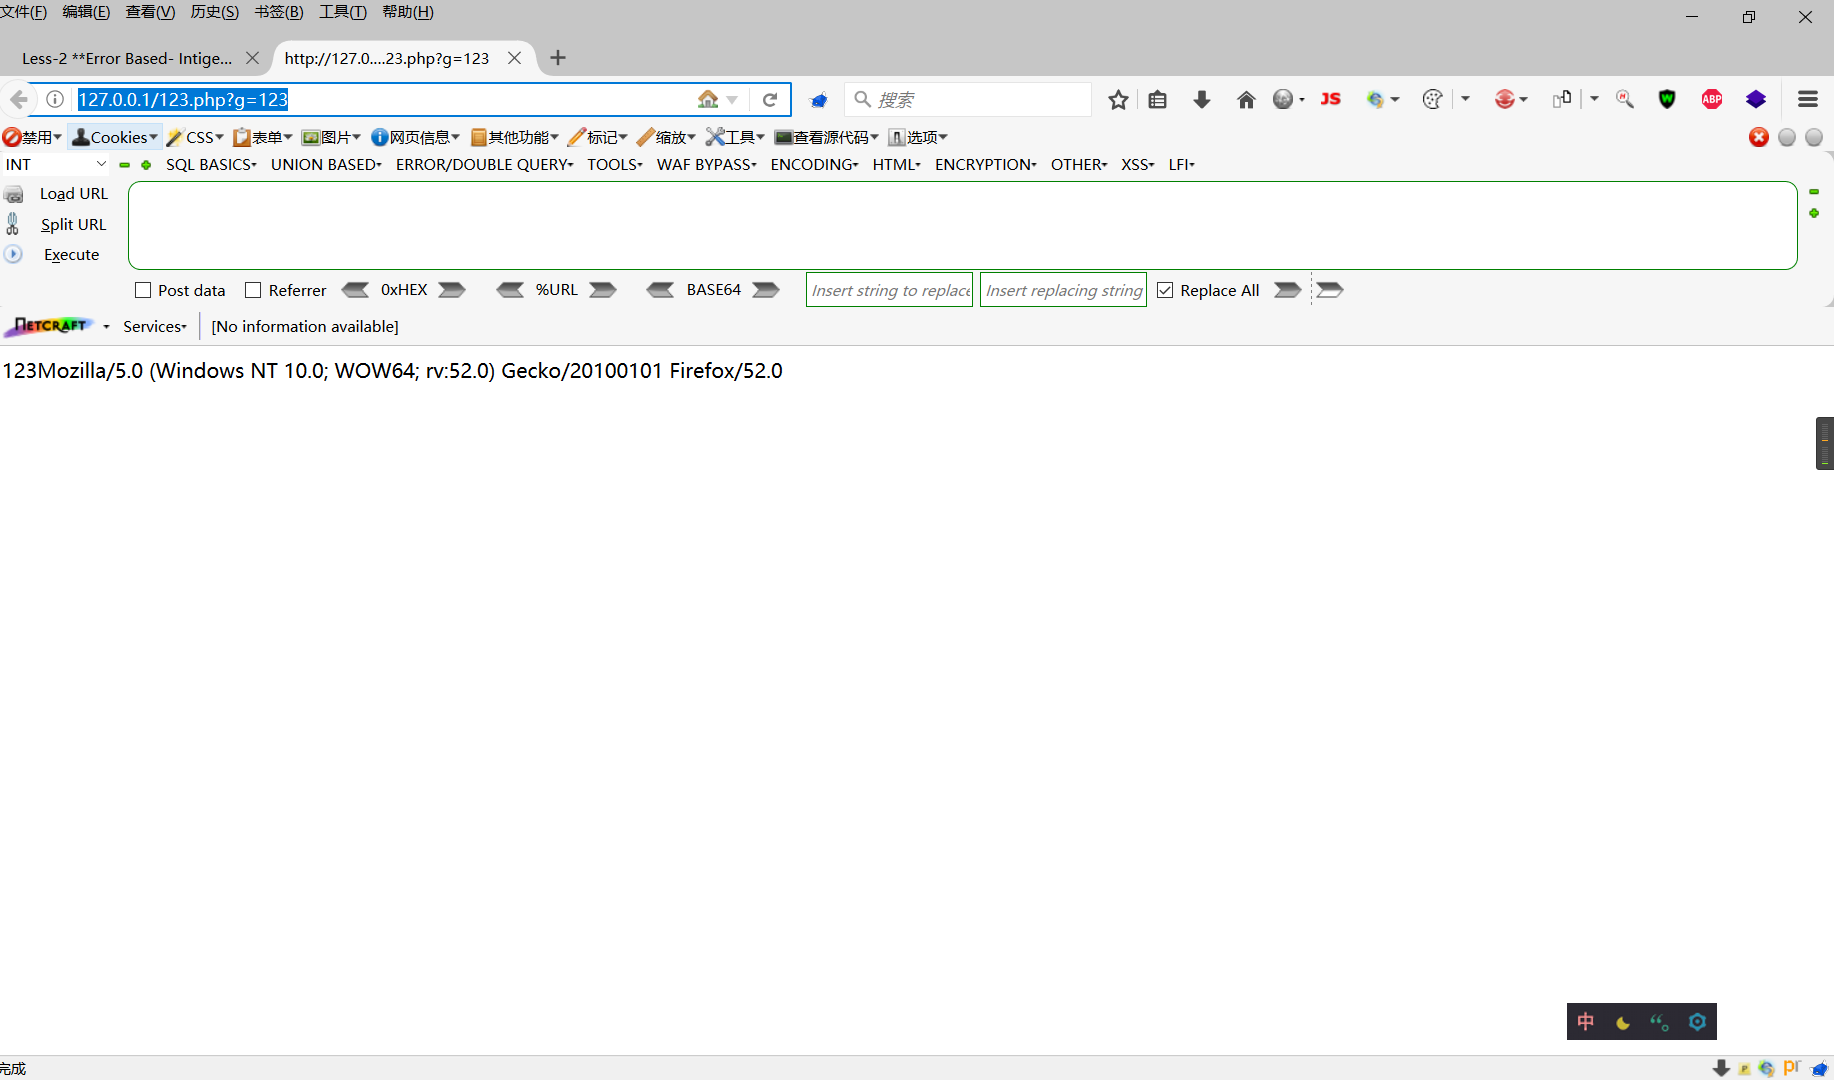 文件(F) 编辑(E) 查看(V) 历史(S) 书签(B) 工具(T) 帮助(H)
Less-2 **Error Based- Intige... http://127.0....23.php?g=123
127.0.0.1/123.php?g=123 搜索 JS ABP
禁用 Cookies CSS 表单 图片 网页信息 其他功能 标记 缩放 工具 查看源代码 选项
INT SQL BASICS UNION BASED ERROR/DOUBLE QUERY TOOLS WAF BYPASS ENCODING HTML ENCRYPTION OTHER XSS LFI
Load URL
Split URL
Execute
Post data Referrer 0xHEX %URL BASE64 Insert string to replace Insert replacing string Replace All
NETCRAFT Services [No information available]
123Mozilla/5.0 (Windows NT 10.0; WOW64; rv:52.0) Gecko/20100101 Firefox/52.0
中
完成 P pr